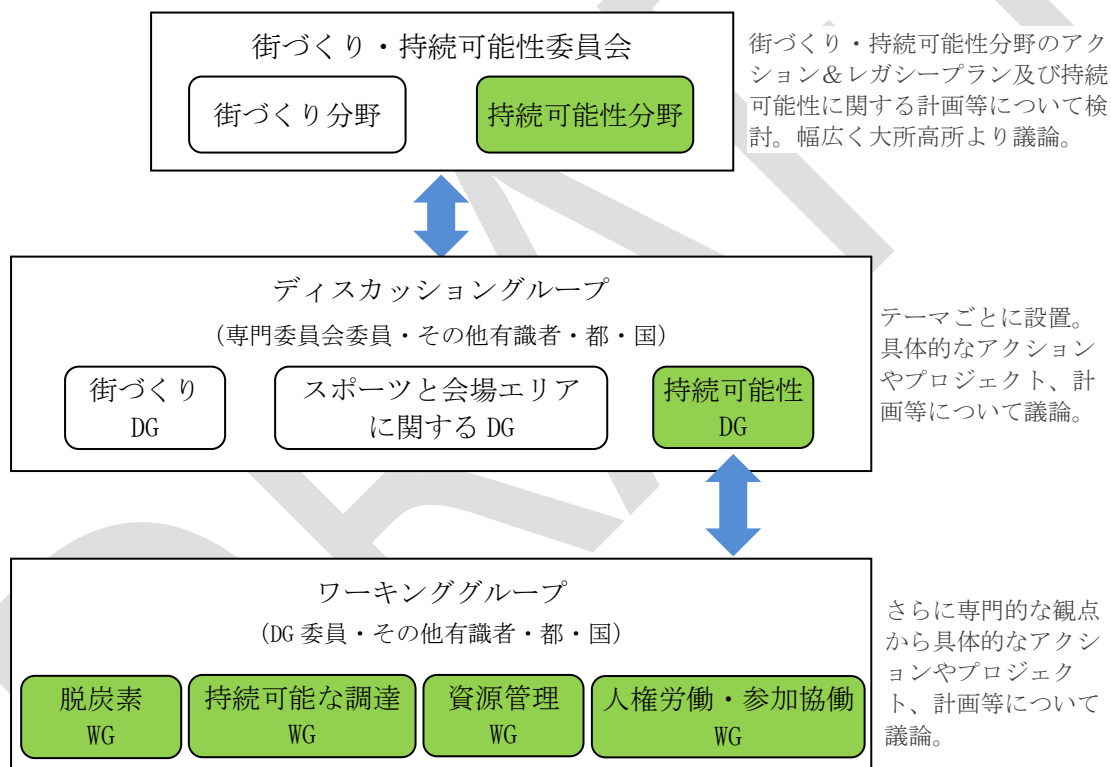 街づくり・持続可能性委員会
街づくり分野
持続可能性分野
街づくり・持続可能性分野のアク
ション＆レガシープラン及び持続
可能性に関する計画等について検
討。幅広く大所高所より議論。
ディスカッショングループ
（専門委員会委員・その他有識者・都・国）
街づくり
DG
スポーツと会場エリア
に関する DG
持続可能性
DG
テーマごとに設置。
具体的なアクション
やプロジェクト、計
画等について議論。
ワーキンググループ
（DG 委員・その他有識者・都・国）
脱炭素
WG
持続可能な調達
WG
資源管理
WG
人権労働・参加協働
WG
さらに専門的な観点
から具体的なアクシ
ョンやプロジェク
ト、計画等について
議論。